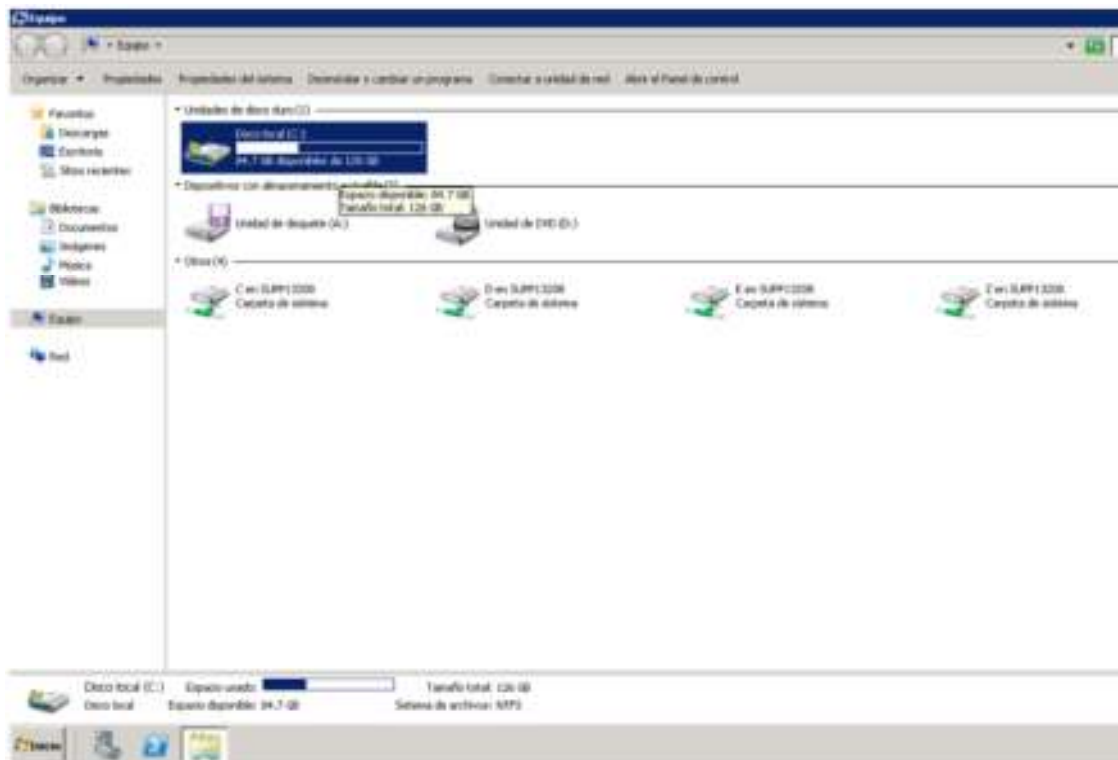 Equipo
Equipo
Organizar Propiedades Propiedades del sistema Desinstalar o cambiar un programa Conectar a unidad de red Abrir el Panel de control
Favoritos
Descargas
Escritorio
Sitios recientes
Bibliotecas
Documentos
Imágenes
Música
Vídeos
Equipo
Red
Unidades de disco duro (1)
Disco local (C:)
84.7 GB disponibles de 126 GB
Dispositivos con almacenamiento
Espacio disponible: 84.7 GB
Tamaño total: 126 GB
Unidad de disquete (A:)
Unidad de DVD (D:)
Otros (4)
C en
Carpeta de sistema
D en
Carpeta de sistema
E en
Carpeta de sistema
en
Carpeta de sistema
Disco local (C:) Espacio usado: Tamaño total: 126 GB
Disco local Espacio disponible: 84.7 GB Sistema de archivos: NTFS
Inicio